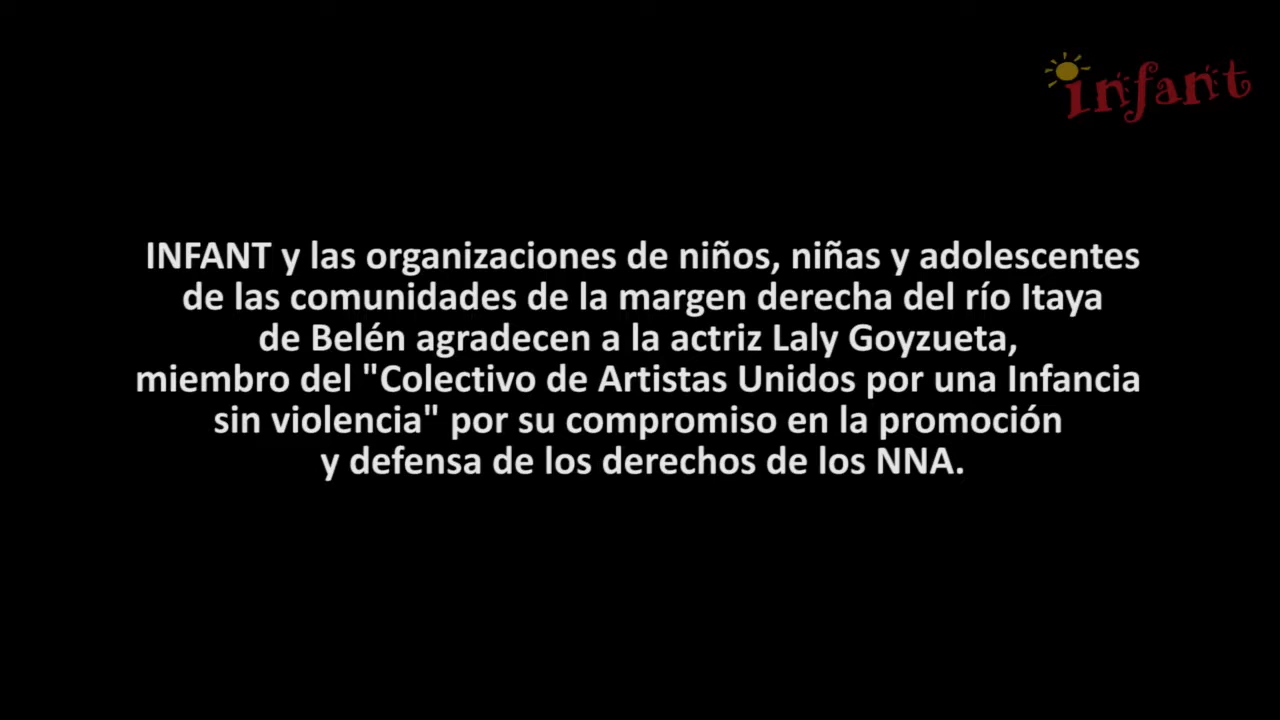 infant
INFANT y las organizaciones de niños, niñas y adolescentes
de las comunidades de la margen derecha del río Itaya
de Belén agradecen a la actriz Laly Goyzueta,
miembro del "Colectivo de Artistas Unidos por una Infancia
sin violencia" por su compromiso en la promoción
y defensa de los derechos de los NNA.